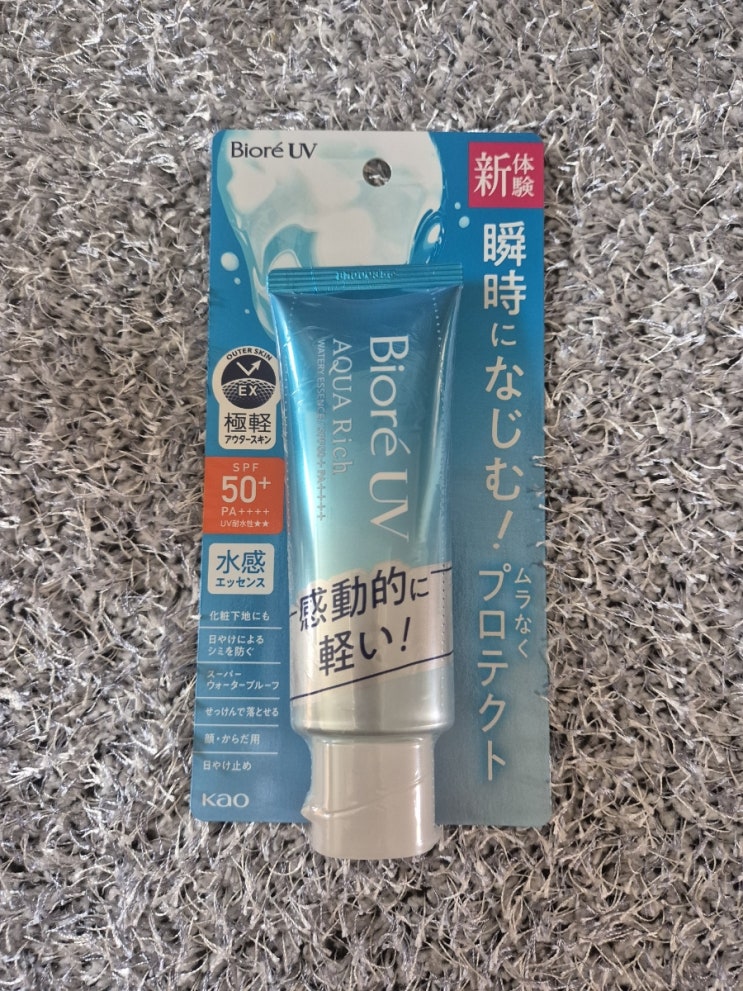 Bioré UV
新体験
瞬時になじむ!
ムラなく
プロテクト
OUTER SKIN
EX
極軽
アウタースキン
SPF
50+
PA++++
UV耐水性★★
水感
エッセンス
化粧下地にも
日やけによる
シミを防ぐ
スーパー
ウォータープルーフ
せっけんで落とせる
顔・からだ用
日やけ止め
Kao
Bioré UV
AQUA Rich
WATERY ESSENCE SPF50+ PA++++
感動的に
軽い!